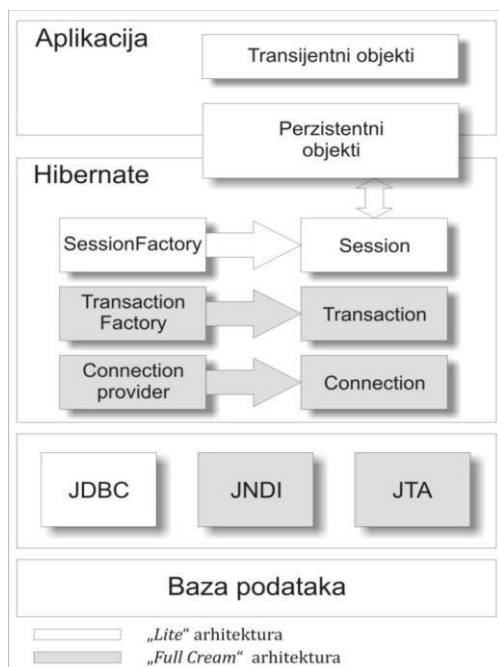 Aplikacija
Transijentni objekti
Perzistentni
objekti
Hibernate
SessionFactory
Session
Transaction
Factory
Transaction
Connection
provider
Connection
JDBC
JNDI
JTA
Baza podataka
„Lite“ arhitektura
„Full Cream“ arhitektura